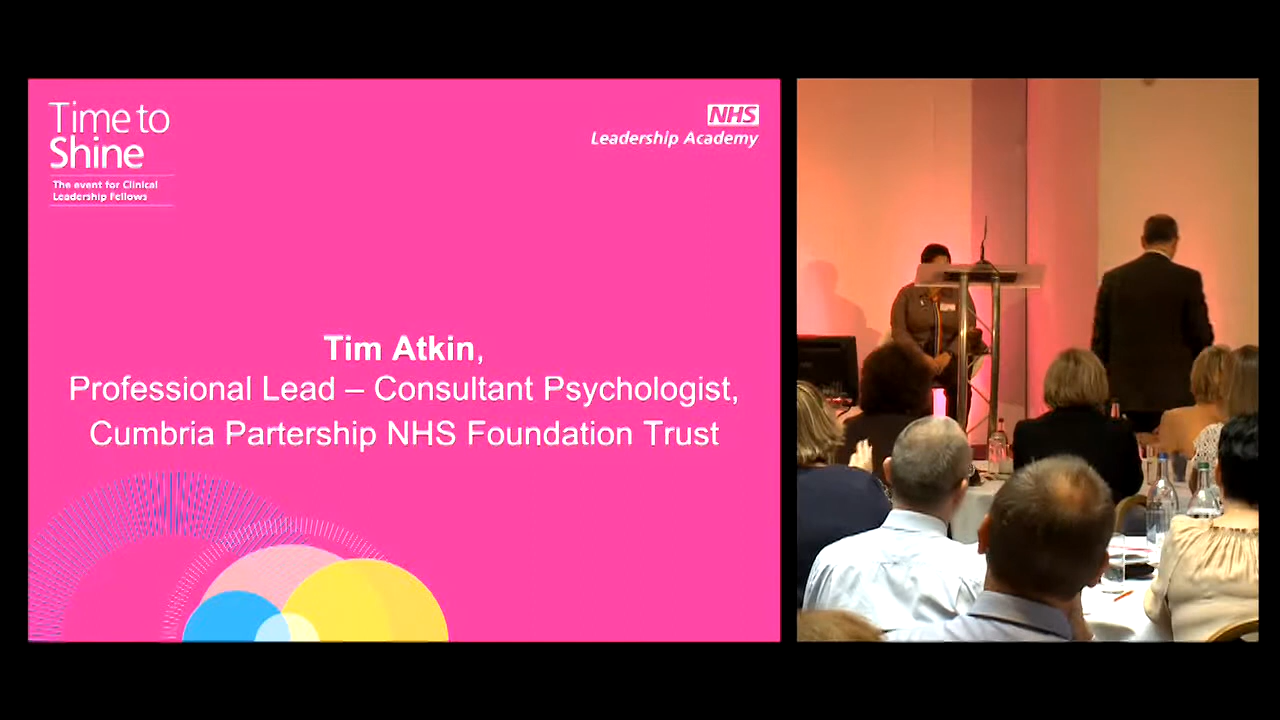 Time to
Shine
The event for Clinical
Leadership Fellows
NHS
Leadership Academy
Tim Atkin,
Professional Lead – Consultant Psychologist,
Cumbria Partership NHS Foundation Trust